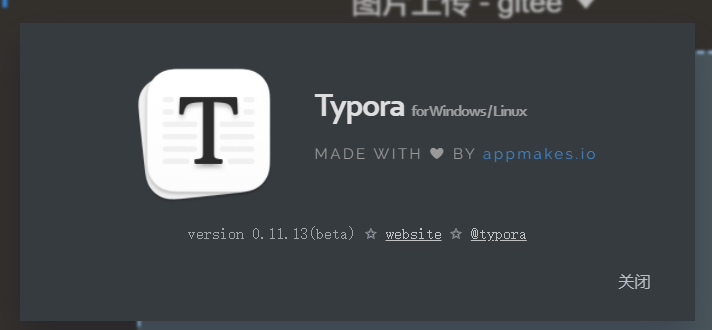 图片上传 - gitee
T
Typora forWindows/Linux
MADE WITH ♥ BY appmakes.io
version 0.11.13(beta) ☆ website ☆ @typora
关闭